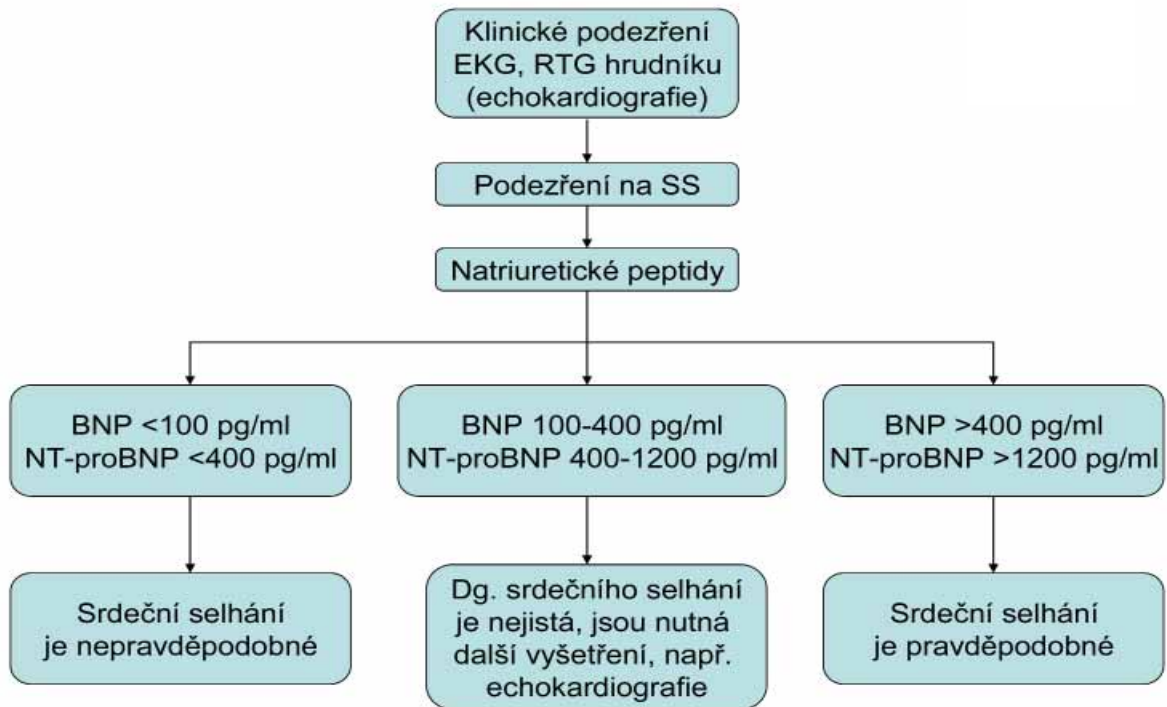 Klinické podezření
EKG, RTG hrudníku
(echokardiografie)
Podezření na SS
Natriuretické peptidy
BNP <100 pg/ml
NT-proBNP <400 pg/ml
BNP 100-400 pg/ml
NT-proBNP 400-1200 pg/ml
BNP >400 pg/ml
NT-proBNP >1200 pg/ml
Srdeční selhání
je nepravděpodobné
Dg. srdečního selhání
je nejistá, jsou nutná
další vyšetření, např.
echokardiografie
Srdeční selhání
je pravděpodobné